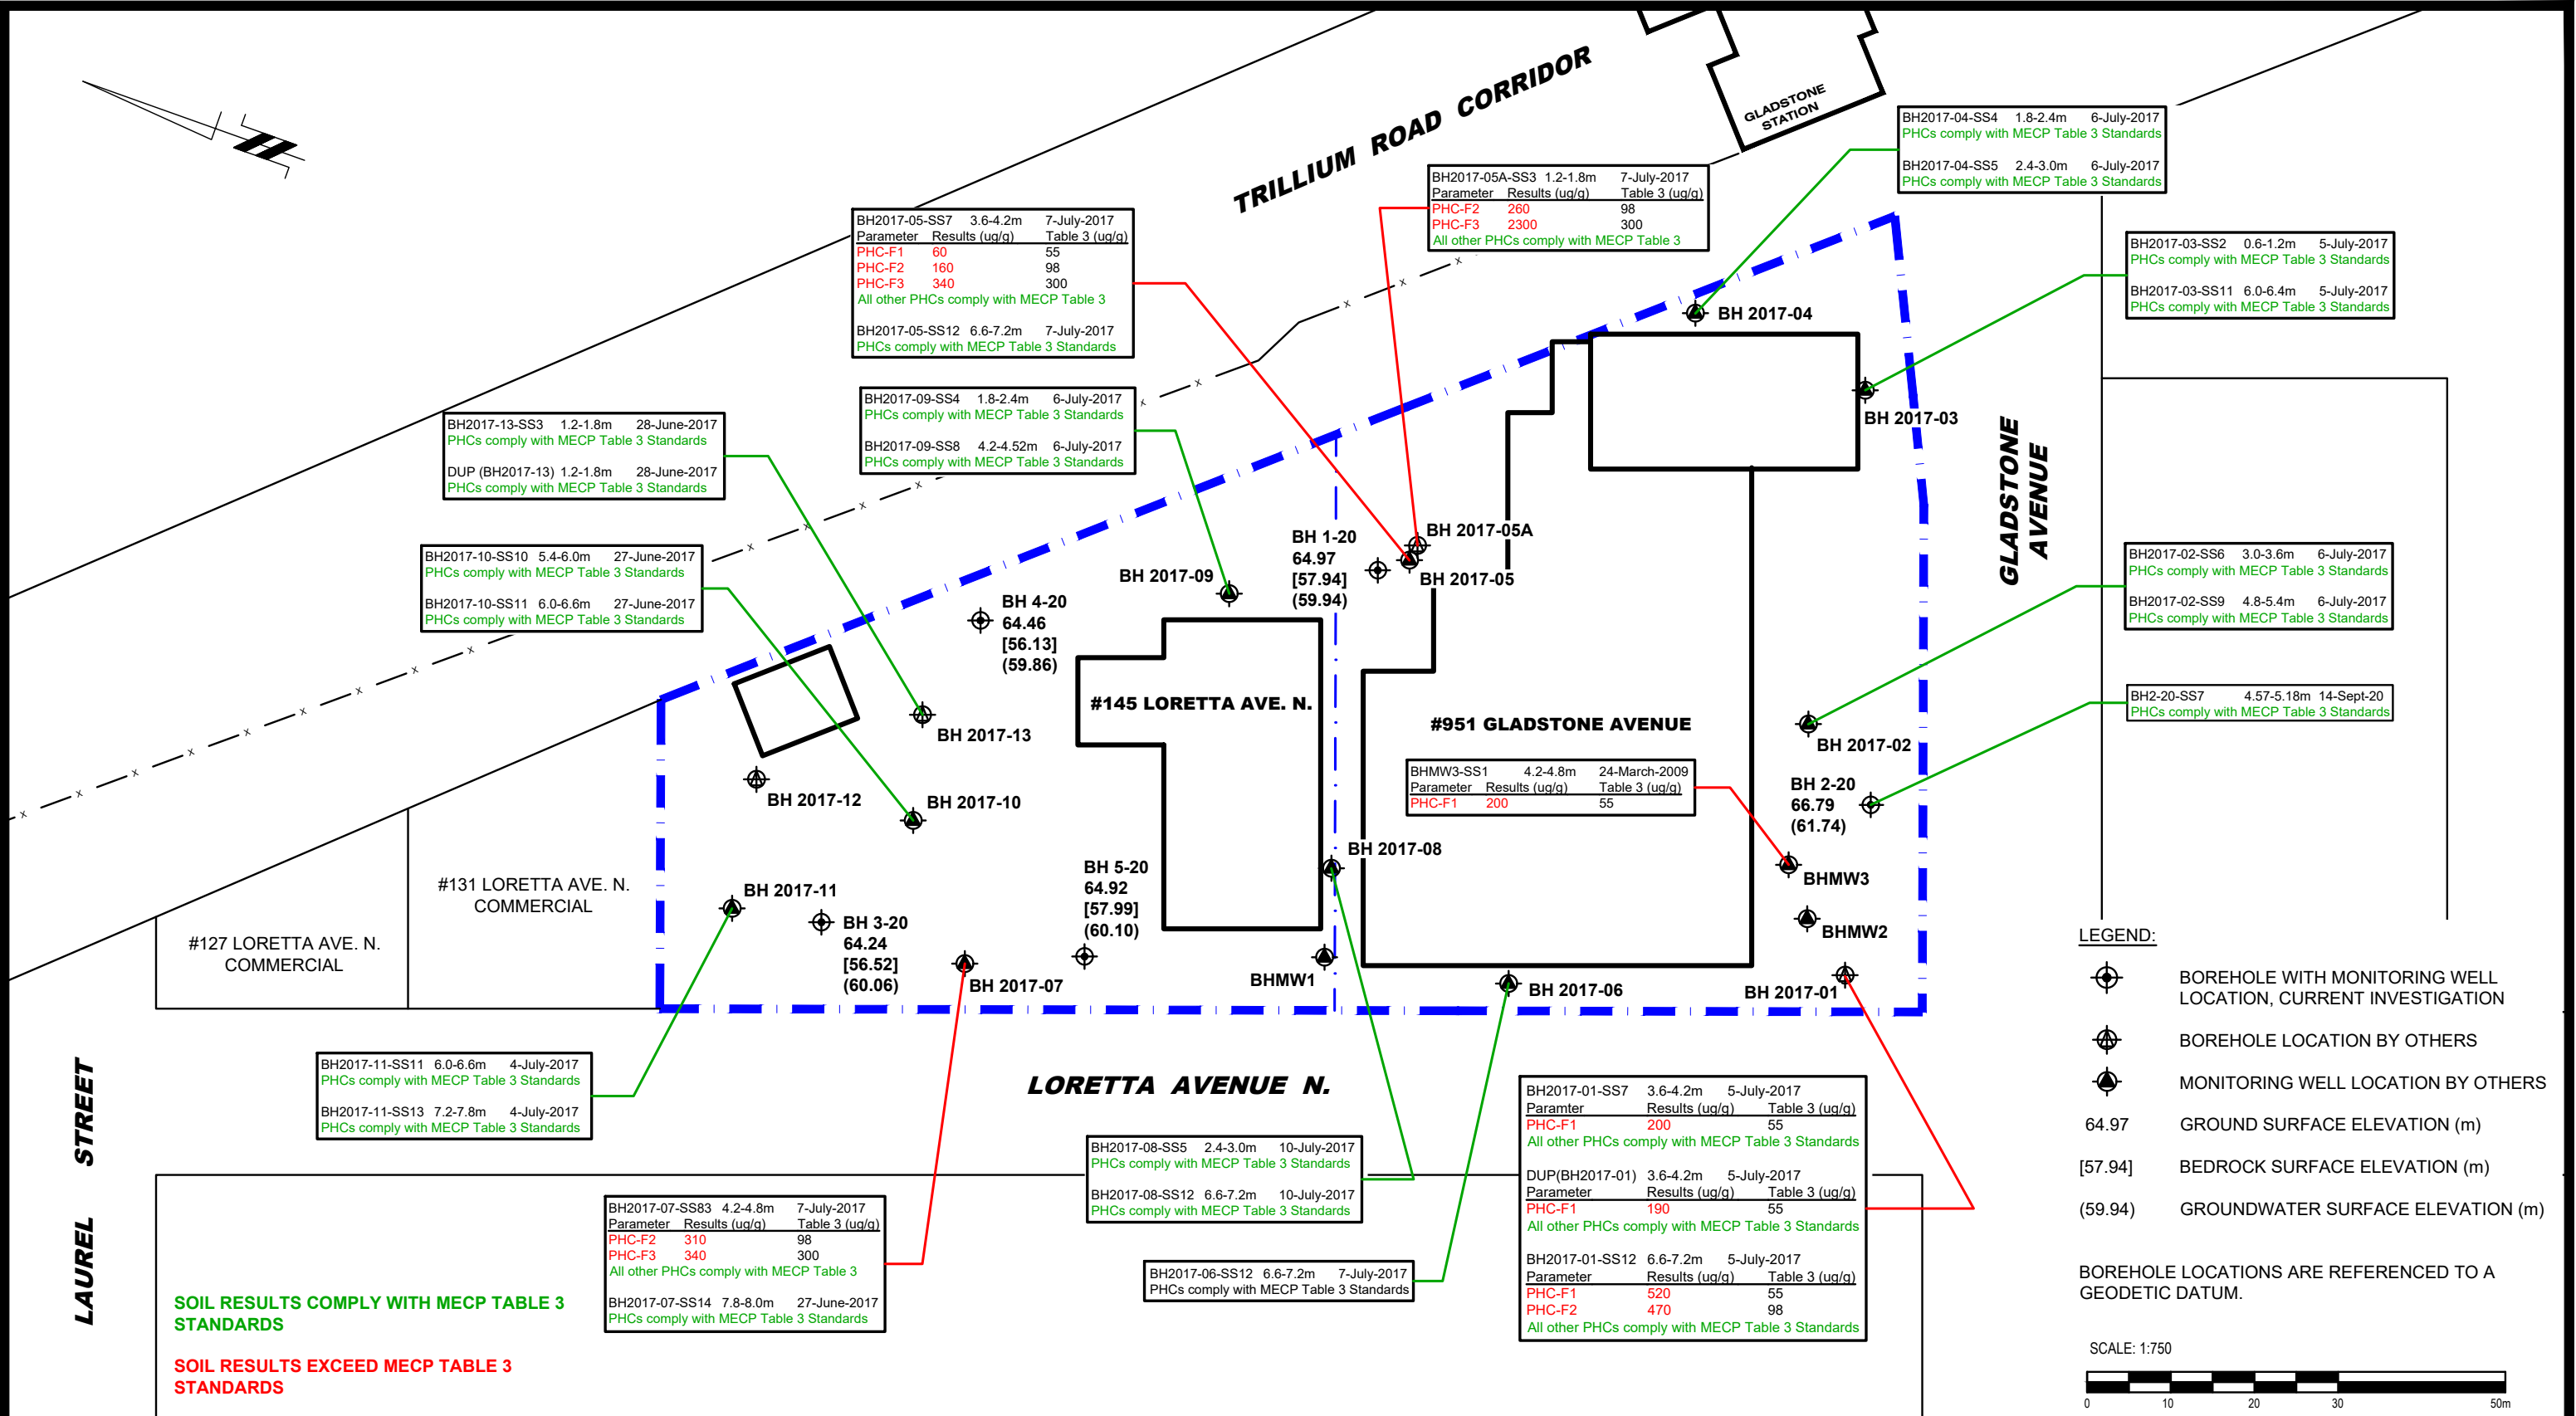 TRILLIUM ROAD CORRIDOR
GLADSTONE
STATION
BH2017-04-SS4 1.8-2.4m 6-July-2017
PHCs comply with MECP Table 3 Standards
BH2017-04-SS5 2.4-3.0m 6-July-2017
PHCs comply with MECP Table 3 Standards
BH2017-05A-SS3 1.2-1.8m 7-July-2017
Parameter Results (ug/g) Table 3 (ug/g)
PHC-F2 260 98
PHC-F3 2300 300
All other PHCs comply with MECP Table 3
BH2017-05-SS7 3.6-4.2m 7-July-2017
Parameter Results (ug/g) Table 3 (ug/g)
PHC-F1 60 55
PHC-F2 160 98
PHC-F3 340 300
All other PHCs comply with MECP Table 3
BH2017-05-SS12 6.6-7.2m 7-July-2017
PHCs comply with MECP Table 3 Standards
BH2017-03-SS2 0.6-1.2m 5-July-2017
PHCs comply with MECP Table 3 Standards
BH2017-03-SS11 6.0-6.4m 5-July-2017
PHCs comply with MECP Table 3 Standards
BH 2017-04
BH 2017-03
BH2017-09-SS4 1.8-2.4m 6-July-2017
PHCs comply with MECP Table 3 Standards
BH2017-09-SS8 4.2-4.52m 6-July-2017
PHCs comply with MECP Table 3 Standards
BH2017-13-SS3 1.2-1.8m 28-June-2017
PHCs comply with MECP Table 3 Standards
DUP (BH2017-13) 1.2-1.8m 28-June-2017
PHCs comply with MECP Table 3 Standards
GLADSTONE
AVENUE
BH2017-10-SS10 5.4-6.0m 27-June-2017
PHCs comply with MECP Table 3 Standards
BH2017-10-SS11 6.0-6.6m 27-June-2017
PHCs comply with MECP Table 3 Standards
BH 1-20
64.97
[57.94]
(59.94)
BH 2017-05A
BH 2017-05
BH 2017-09
BH2017-02-SS6 3.0-3.6m 6-July-2017
PHCs comply with MECP Table 3 Standards
BH2017-02-SS9 4.8-5.4m 6-July-2017
PHCs comply with MECP Table 3 Standards
BH 4-20
64.46
[56.13]
(59.86)
BH2-20-SS7 4.57-5.18m 14-Sept-20
PHCs comply with MECP Table 3 Standards
#145 LORETTA AVE. N.
#951 GLADSTONE AVENUE
BH 2017-13
BH 2017-02
BHMW3-SS1 4.2-4.8m 24-March-2009
Parameter Results (ug/g) Table 3 (ug/g)
PHC-F1 200 55
BH 2-20
66.79
(61.74)
BH 2017-12
BH 2017-10
BH 2017-08
BH 5-20
64.92
[57.99]
(60.10)
BHMW3
BHMW2
#131 LORETTA AVE. N.
COMMERCIAL
BH 2017-11
BH 3-20
64.24
[56.52]
(60.06)
#127 LORETTA AVE. N.
COMMERCIAL
BH 2017-07
BHMW1
BH 2017-06
BH 2017-01
LEGEND:
BOREHOLE WITH MONITORING WELL
LOCATION, CURRENT INVESTIGATION
BOREHOLE LOCATION BY OTHERS
MONITORING WELL LOCATION BY OTHERS
64.97 GROUND SURFACE ELEVATION (m)
[57.94] BEDROCK SURFACE ELEVATION (m)
(59.94) GROUNDWATER SURFACE ELEVATION (m)
BOREHOLE LOCATIONS ARE REFERENCED TO A
GEODETIC DATUM.
SCALE: 1:750
0 10 20 30 50m
LORETTA AVENUE N.
LAUREL STREET
BH2017-11-SS11 6.0-6.6m 4-July-2017
PHCs comply with MECP Table 3 Standards
BH2017-11-SS13 7.2-7.8m 4-July-2017
PHCs comply with MECP Table 3 Standards
BH2017-08-SS5 2.4-3.0m 10-July-2017
PHCs comply with MECP Table 3 Standards
BH2017-08-SS12 6.6-7.2m 10-July-2017
PHCs comply with MECP Table 3 Standards
BH2017-01-SS7 3.6-4.2m 5-July-2017
Paramter Results (ug/g) Table 3 (ug/g)
PHC-F1 200 55
All other PHCs comply with MECP Table 3 Standards
DUP(BH2017-01) 3.6-4.2m 5-July-2017
Parameter Results (ug/g) Table 3 (ug/g)
PHC-F1 190 55
All other PHCs comply with MECP Table 3 Standards
BH2017-01-SS12 6.6-7.2m 5-July-2017
Parameter Results (ug/g) Table 3 (ug/g)
PHC-F1 520 55
PHC-F2 470 98
All other PHCs comply with MECP Table 3 Standards
BH2017-07-SS83 4.2-4.8m 7-July-2017
Parameter Results (ug/g) Table 3 (ug/g)
PHC-F2 310 98
PHC-F3 340 300
All other PHCs comply with MECP Table 3
BH2017-07-SS14 7.8-8.0m 27-June-2017
PHCs comply with MECP Table 3 Standards
BH2017-06-SS12 6.6-7.2m 7-July-2017
PHCs comply with MECP Table 3 Standards
SOIL RESULTS COMPLY WITH MECP TABLE 3
STANDARDS
SOIL RESULTS EXCEED MECP TABLE 3
STANDARDS